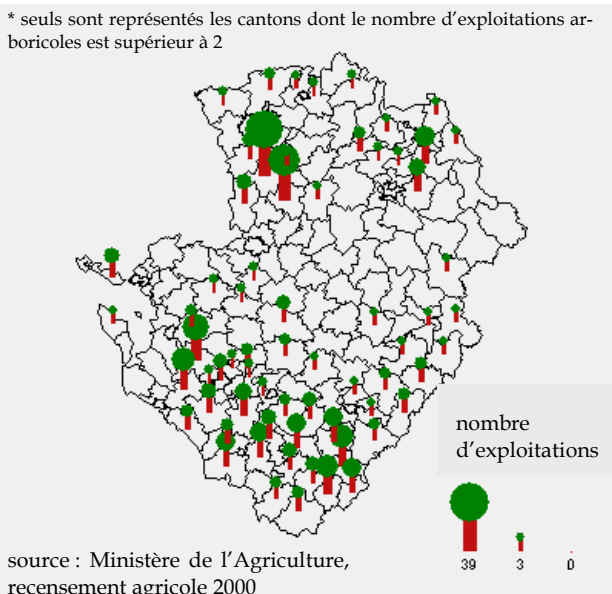 * seuls sont représentés les cantons dont le nombre d'exploitations ar-
boricoles est supérieur à 2
nombre
d'exploitations
39 3 0
source : Ministère de l'Agriculture,
recensement agricole 2000